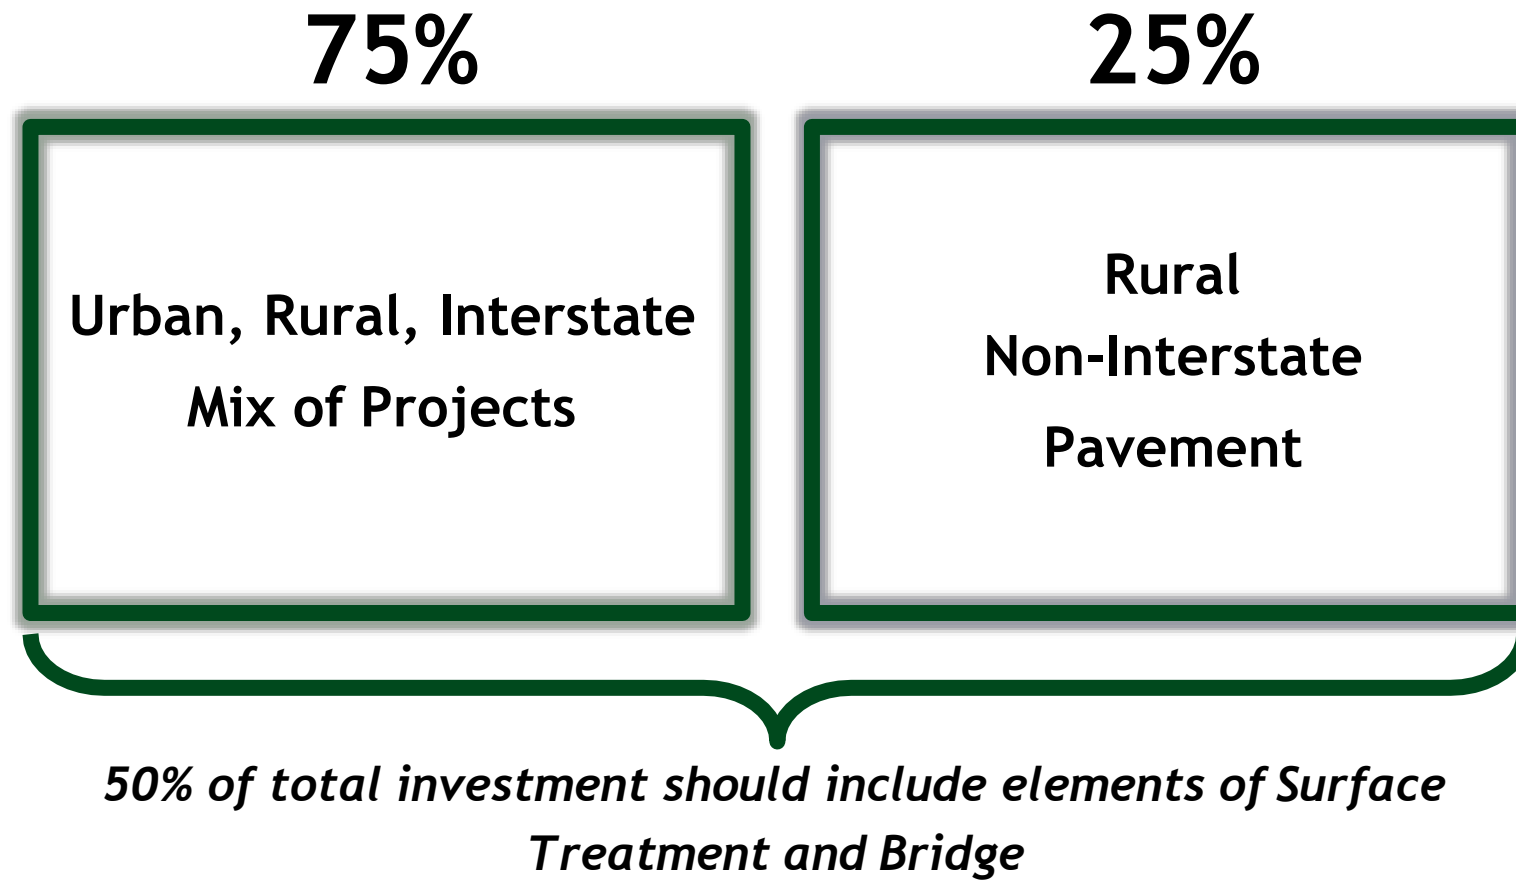 75%
Urban, Rural, Interstate
Mix of Projects
25%
Rural
Non-Interstate
Pavement
50% of total investment should include elements of Surface
Treatment and Bridge